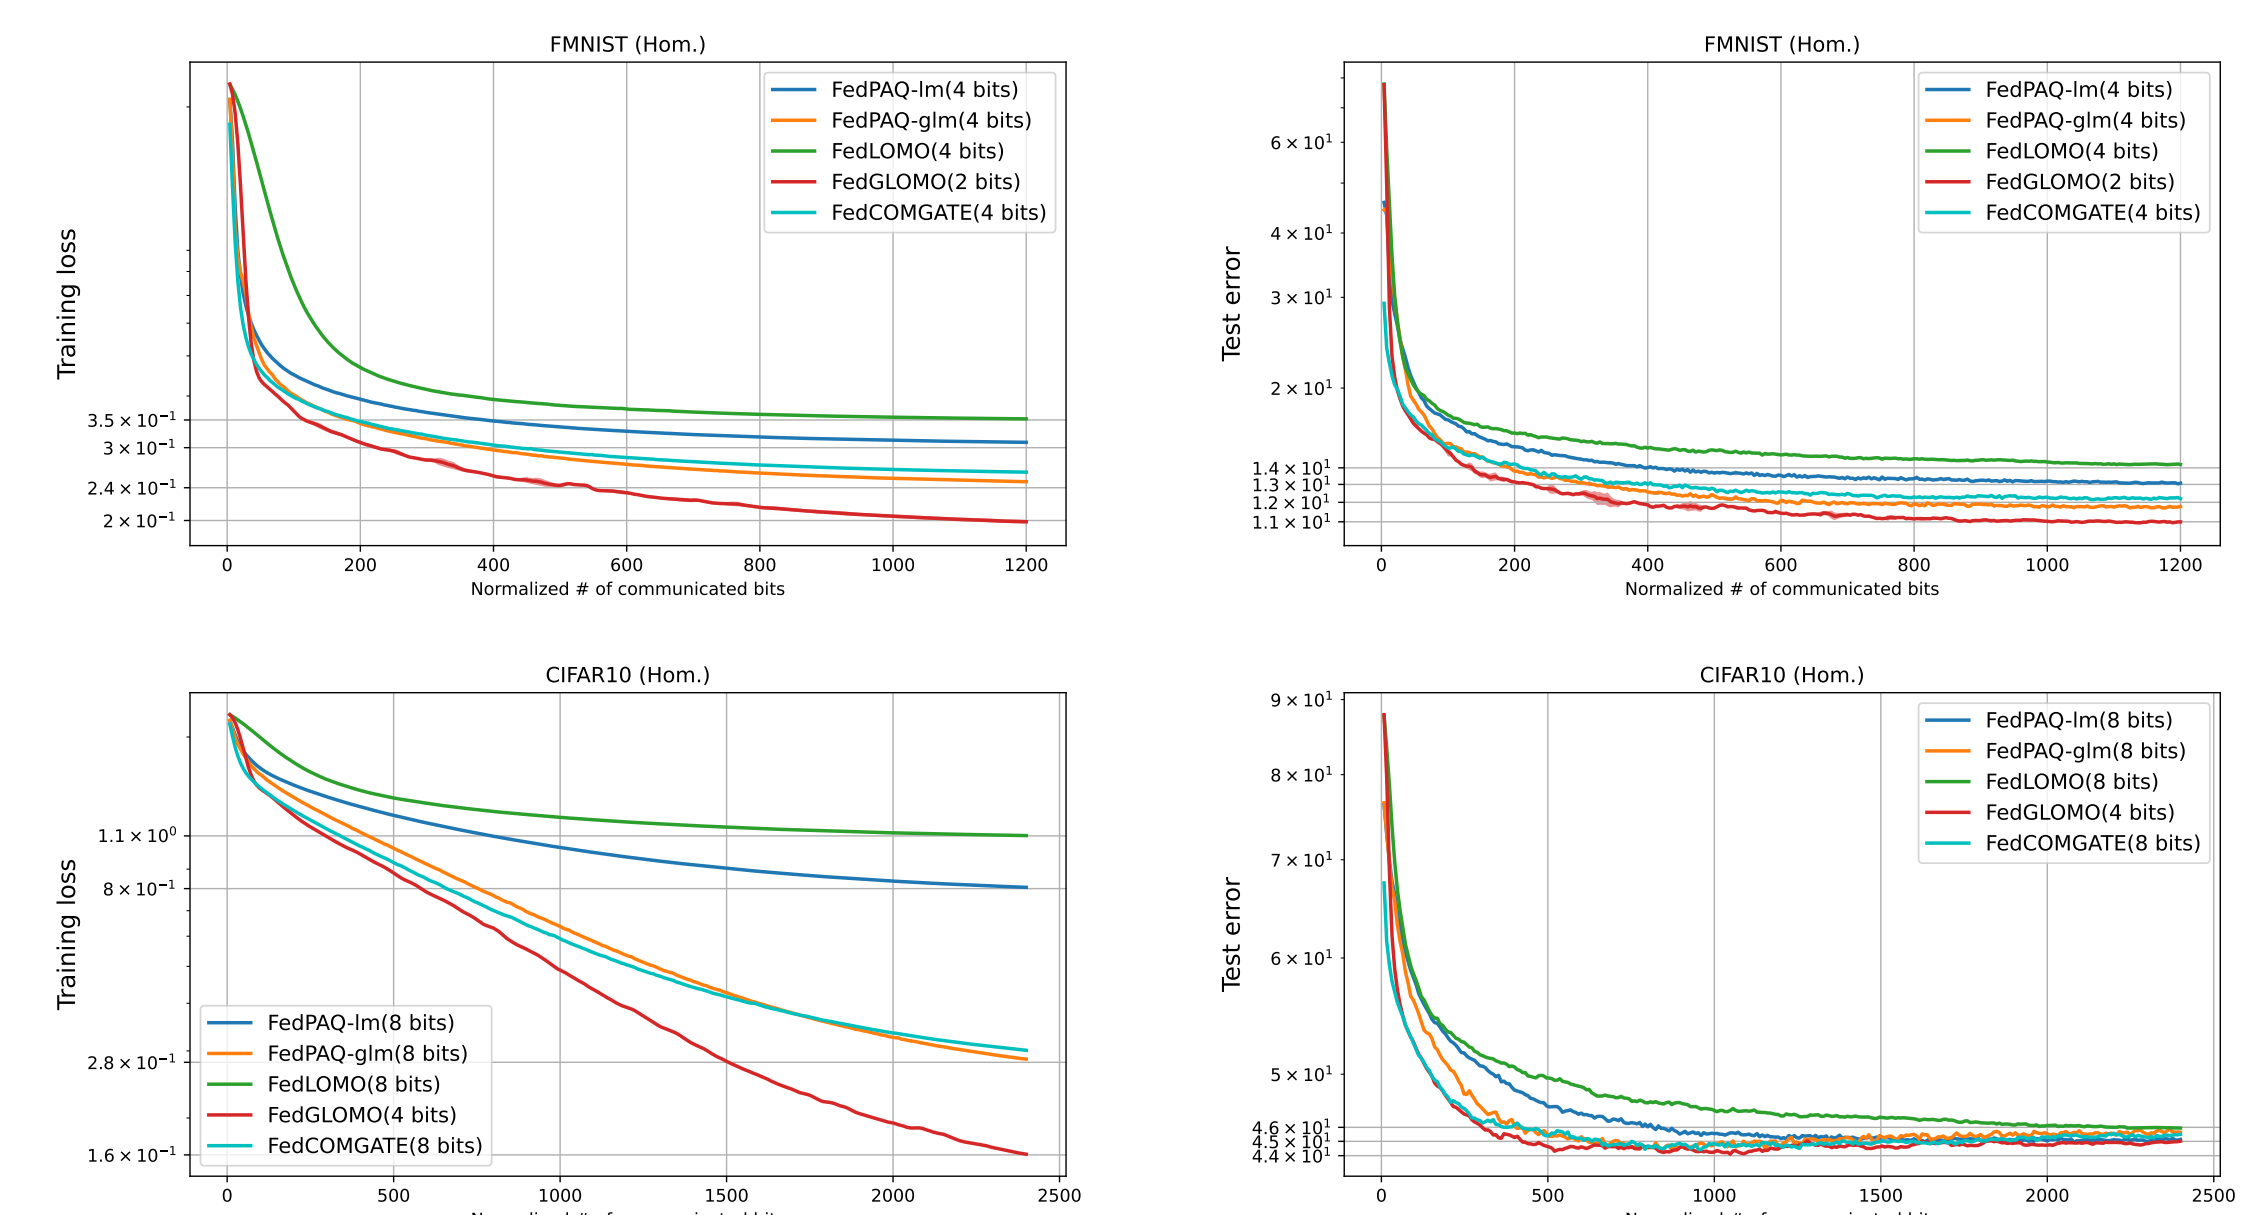 FMNIST (Hom.)
Training loss
3.5 × 10⁻¹
3 × 10⁻¹
2.4 × 10⁻¹
2 × 10⁻¹
FedPAQ-lm(4 bits)
FedPAQ-glm(4 bits)
FedLOMO(4 bits)
FedGLOMO(2 bits)
FedCOMGATE(4 bits)
0 200 400 600 800 1000 1200
Normalized # of communicated bits
FMNIST (Hom.)
Test error
6 × 10¹
4 × 10¹
3 × 10¹
2 × 10¹
1.4 × 10¹
1.3 × 10¹
1.2 × 10¹
1.1 × 10¹
FedPAQ-lm(4 bits)
FedPAQ-glm(4 bits)
FedLOMO(4 bits)
FedGLOMO(2 bits)
FedCOMGATE(4 bits)
0 200 400 600 800 1000 1200
Normalized # of communicated bits
CIFAR10 (Hom.)
Training loss
1.1 × 10⁰
8 × 10⁻¹
2.8 × 10⁻¹
1.6 × 10⁻¹
FedPAQ-lm(8 bits)
FedPAQ-glm(8 bits)
FedLOMO(8 bits)
FedGLOMO(4 bits)
FedCOMGATE(8 bits)
0 500 1000 1500 2000 2500
CIFAR10 (Hom.)
Test error
9 × 10¹
8 × 10¹
7 × 10¹
6 × 10¹
5 × 10¹
4.6 × 10¹
4.5 × 10¹
4.4 × 10¹
FedPAQ-lm(8 bits)
FedPAQ-glm(8 bits)
FedLOMO(8 bits)
FedGLOMO(4 bits)
FedCOMGATE(8 bits)
0 500 1000 1500 2000 2500